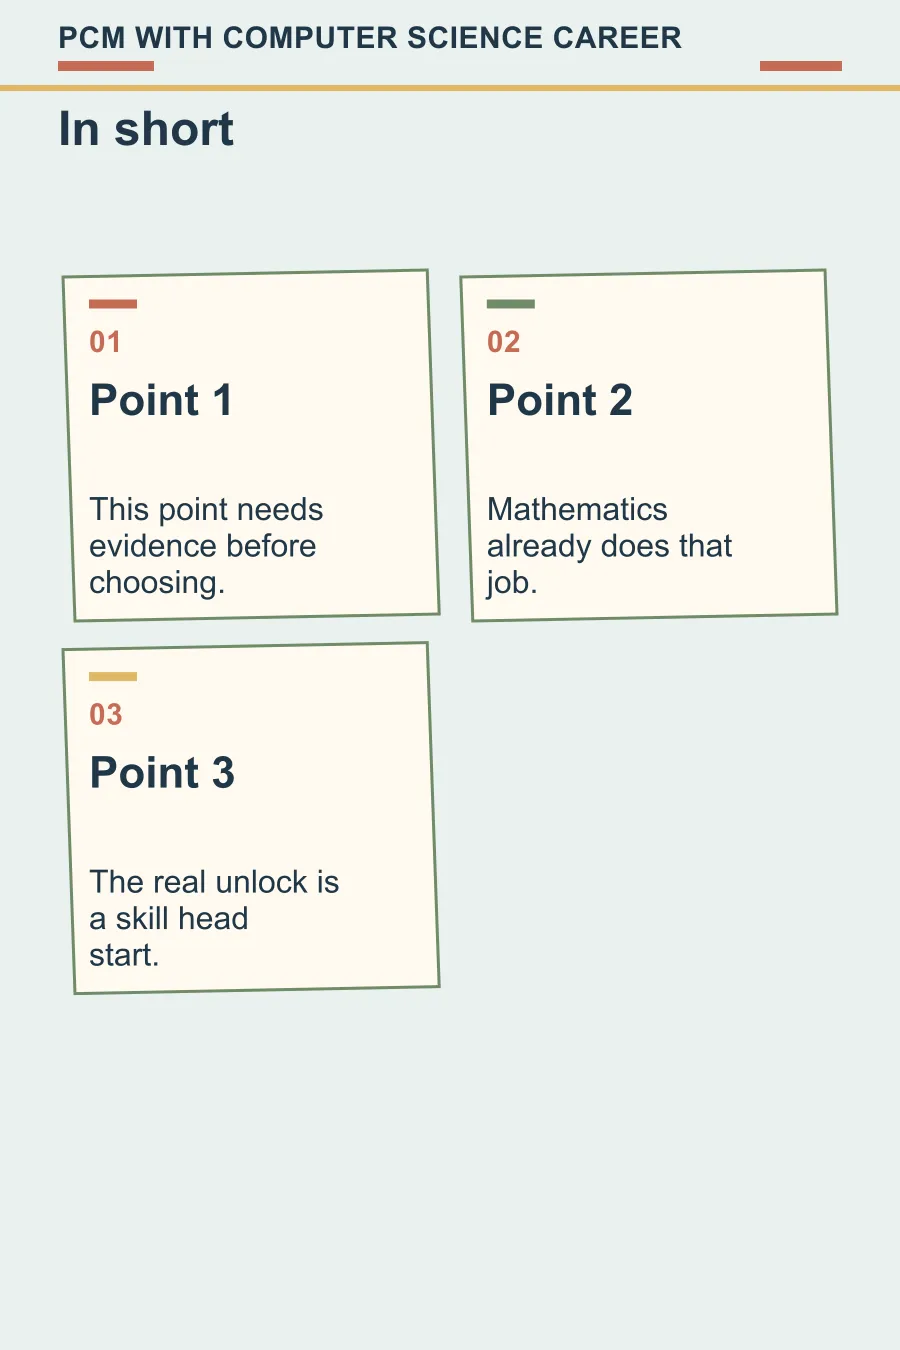 PCM WITH COMPUTER SCIENCE CAREER
In short
01
Point 1
This point needs
evidence before
choosing.
02
Point 2
Mathematics
already does that
job.
03
Point 3
The real unlock is
a skill head
start.